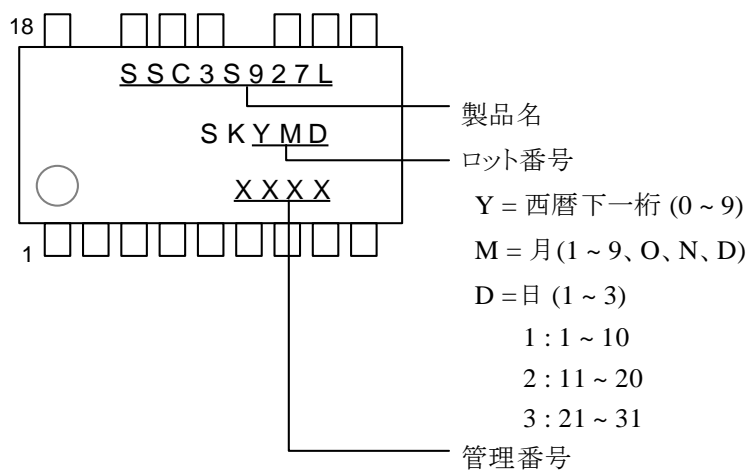 18
SSC3S927L
製品名
SKYMD
ロット番号
XXXX
Y = 西暦下一桁 (0 ~ 9)
1
M = 月(1 ~ 9、O、N、D)
D =日 (1 ~ 3)
1 : 1 ~ 10
2 : 11 ~ 20
3 : 21 ~ 31
管理番号